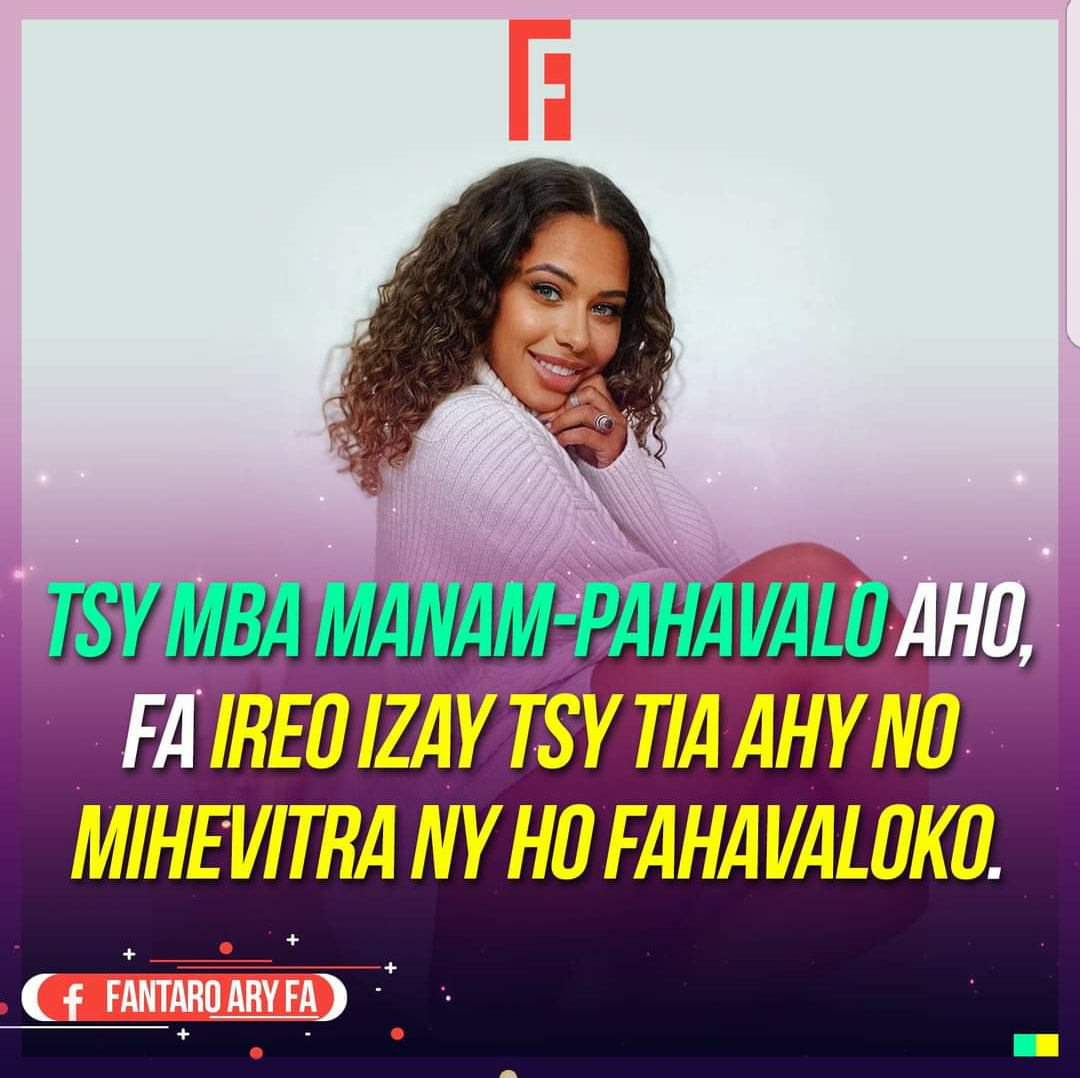 F
TSY MBA MANAM-PAHAVALO AHO,
FA IREO IZAY TSY TIA AHY NO
MIHEVITRA NY HO FAHAVALOKO.
f FANTARO ARY FA